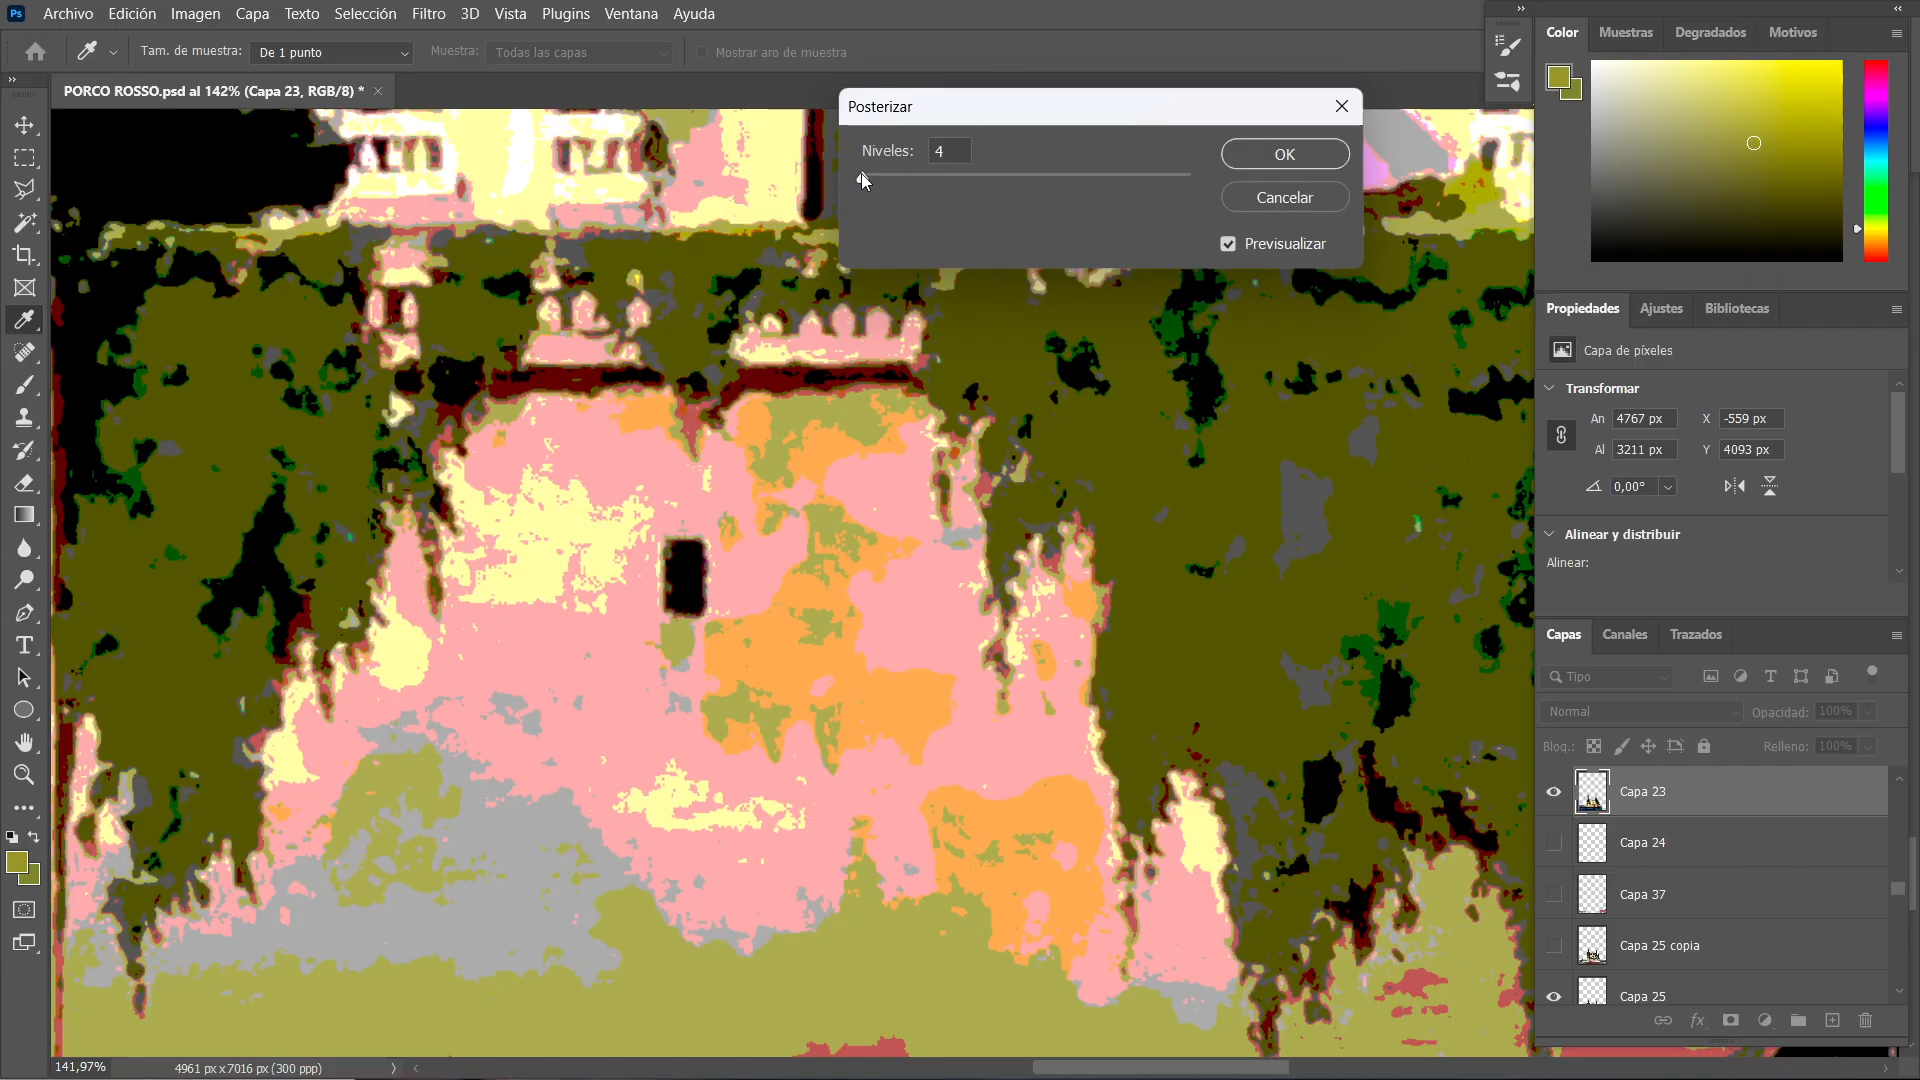 Ps Archivo Edición Imagen Capa Texto Selección Filtro 3D Vista Plugins Ventana Ayuda
Tam. de muestra: De 1 punto Muestra: Todas las capas Mostrar aro de muestra
PORCO ROSSO.psd al 142% (Capa 23, RGB/8) *
Posterizar
Niveles: 4
OK
Cancelar
Previsualizar
Color Muestras Degradados Motivos
Propiedades Ajustes Bibliotecas
Capa de píxeles
Transformar
An 4767 px X -559 px
Al 3211 px Y 4093 px
0,00°
Alinear y distribuir
Alinear:
Capas Canales Trazados
Tipo
Normal Opacidad: 100%
Bloq.: Relleno: 100%
Capa 23
Capa 24
Capa 37
Capa 25 copia
Capa 25
fx
141,97% 4961 px x 7016 px (300 ppp)